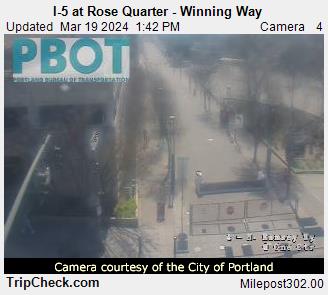 I-5 at Rose Quarter - Winning Way
Updated Mar 19 2024 1:42 PM Camera 4
PBOT
PORTLAND BUREAU OF TRANSPORTATION
Camera courtesy of the City of Portland
TripCheck.com Milepost302.00